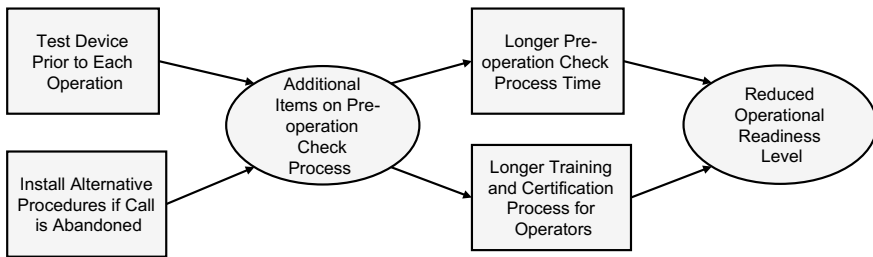 Test Device
Prior to Each
Operation
Install Alternative
Procedures if Call
is Abandoned
Additional
Items on Pre-
operation
Check
Process
Longer Pre-
operation Check
Process Time
Longer Training
and Certification
Process for
Operators
Reduced
Operational
Readiness
Level